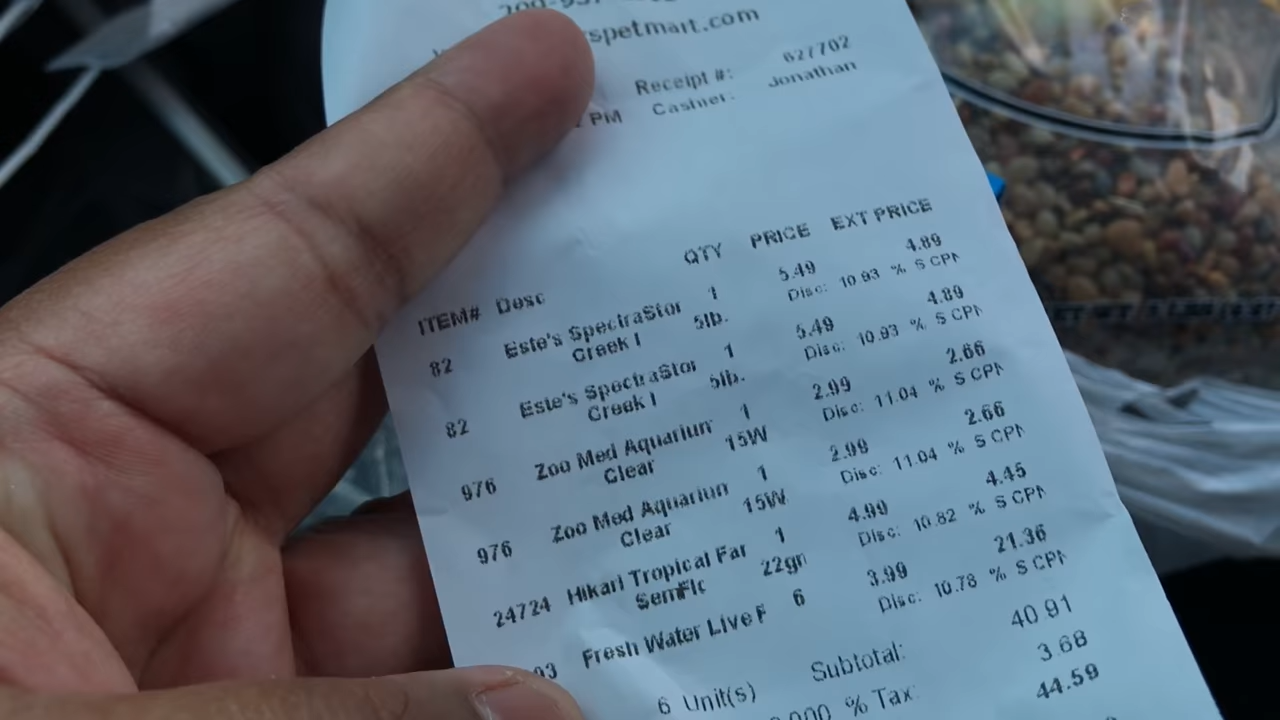 spetmart.com
Receipt #: 627702
PM Cashier: Jonathan
ITEM# Desc QTY PRICE EXT PRICE
82 Este's SpectraStor 1 5.49 4.89
Creek I 5lb. Disc: 10.93 % S CPN
82 Este's SpectraStor 1 5.49 4.89
Creek I 5lb. Disc: 10.93 % S CPN
976 Zoo Med Aquariun 1 2.99 2.66
Clear 15W Disc: 11.04 % S CPN
976 Zoo Med Aquariun 1 2.99 2.66
Clear 15W Disc: 11.04 % S CPN
24724 Hikari Tropical Far 1 4.99 4.45
SemFlc 22gn Disc: 10.82 % S CPN
03 Fresh Water Live F 6 3.99 21.36
Disc: 10.78 % S CPN
Subtotal: 40.91
6 Unit(s) % Tax: 3.68
44.59